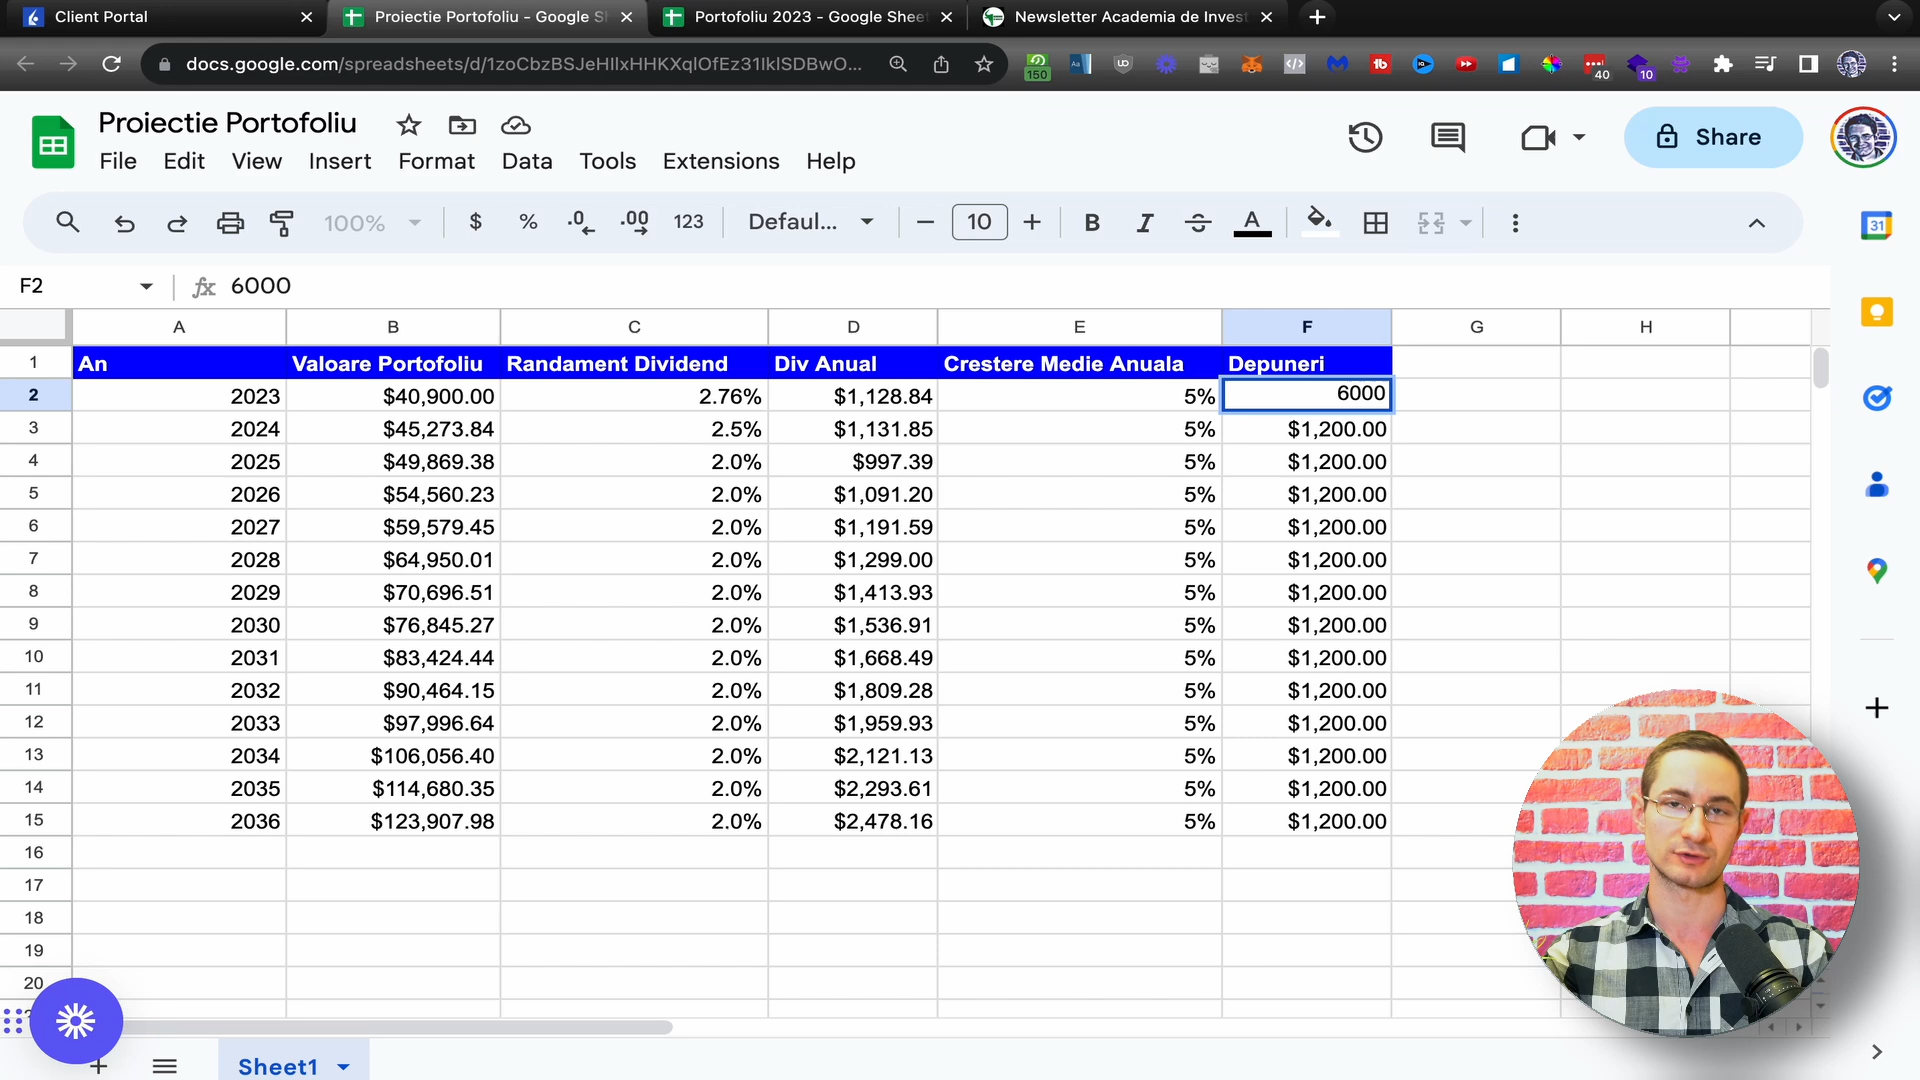 Client Portal
Proiectie Portofoliu - Google S
Portofoliu 2023 - Google Sheet
Newsletter Academia de Invest
docs.google.com/spreadsheets/d/1zoCbzBSJeHIlxHHKXqlOfEz31IklSDBwO...
150
40
10
Proiectie Portofoliu
File Edit View Insert Format Data Tools Extensions Help
Share
100% $ % .0 .00 123 Defaul... 10 B I A
31
F2 fx 6000
A B C D E F G H
1 An Valoare Portofoliu Randament Dividend Div Anual Crestere Medie Anuala Depuneri
2 2023 $40,900.00 2.76% $1,128.84 5% 6000
3 2024 $45,273.84 2.5% $1,131.85 5% $1,200.00
4 2025 $49,869.38 2.0% $997.39 5% $1,200.00
5 2026 $54,560.23 2.0% $1,091.20 5% $1,200.00
6 2027 $59,579.45 2.0% $1,191.59 5% $1,200.00
7 2028 $64,950.01 2.0% $1,299.00 5% $1,200.00
8 2029 $70,696.51 2.0% $1,413.93 5% $1,200.00
9 2030 $76,845.27 2.0% $1,536.91 5% $1,200.00
10 2031 $83,424.44 2.0% $1,668.49 5% $1,200.00
11 2032 $90,464.15 2.0% $1,809.28 5% $1,200.00
12 2033 $97,996.64 2.0% $1,959.93 5% $1,200.00
13 2034 $106,056.40 2.0% $2,121.13 5% $1,200.00
14 2035 $114,680.35 2.0% $2,293.61 5% $1,200.00
15 2036 $123,907.98 2.0% $2,478.16 5% $1,200.00
16
17
18
19
20
Sheet1